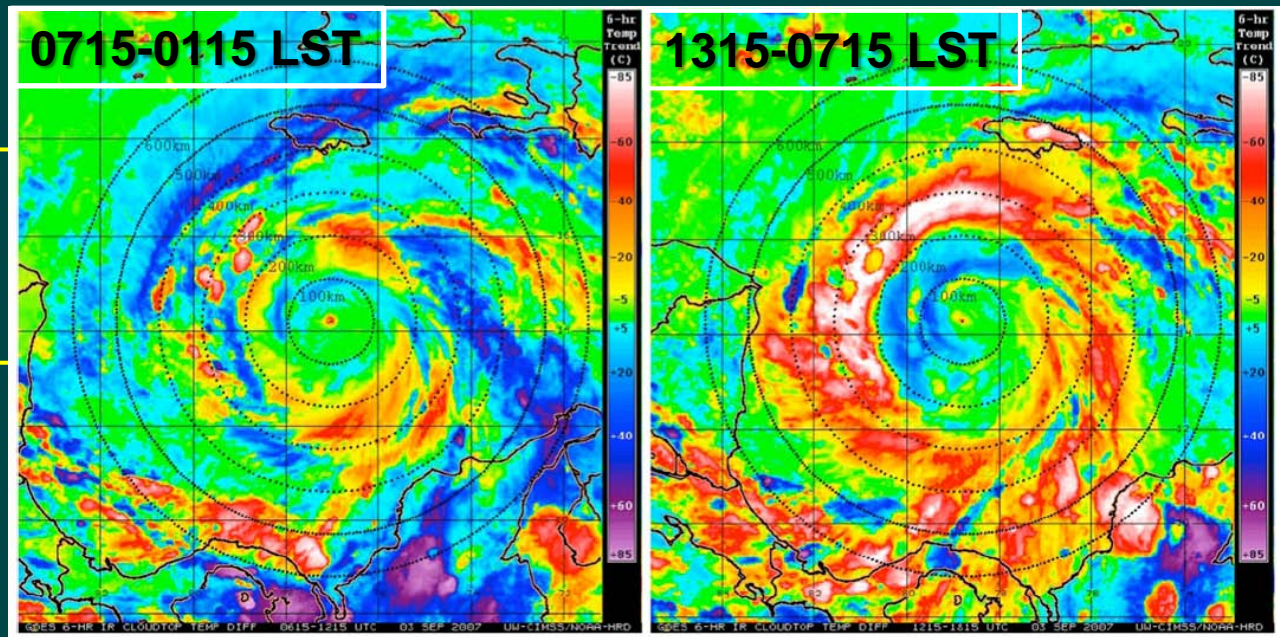 0715-0115 LST
6-hr
Temp
Trend
(C)
-85
-60
-40
-20
-5
+5
+20
+40
+60
+85
600km
500km
400km
300km
200km
100km
D
GOES 6-HR IR CLOUDTOP TEMP DIFF 0615-1215 UTC 03 SEP 2007 UW-CIMSS/NOAA-HRD
1315-0715 LST
6-hr
Temp
Trend
(C)
-85
-60
-40
-20
-5
+5
+20
+40
+60
+85
600km
500km
400km
300km
200km
100km
82
80
78
D
GOES 6-HR IR CLOUDTOP TEMP DIFF 1215-1815 UTC 03 SEP 2007 UW-CIMSS/NOAA-HRD